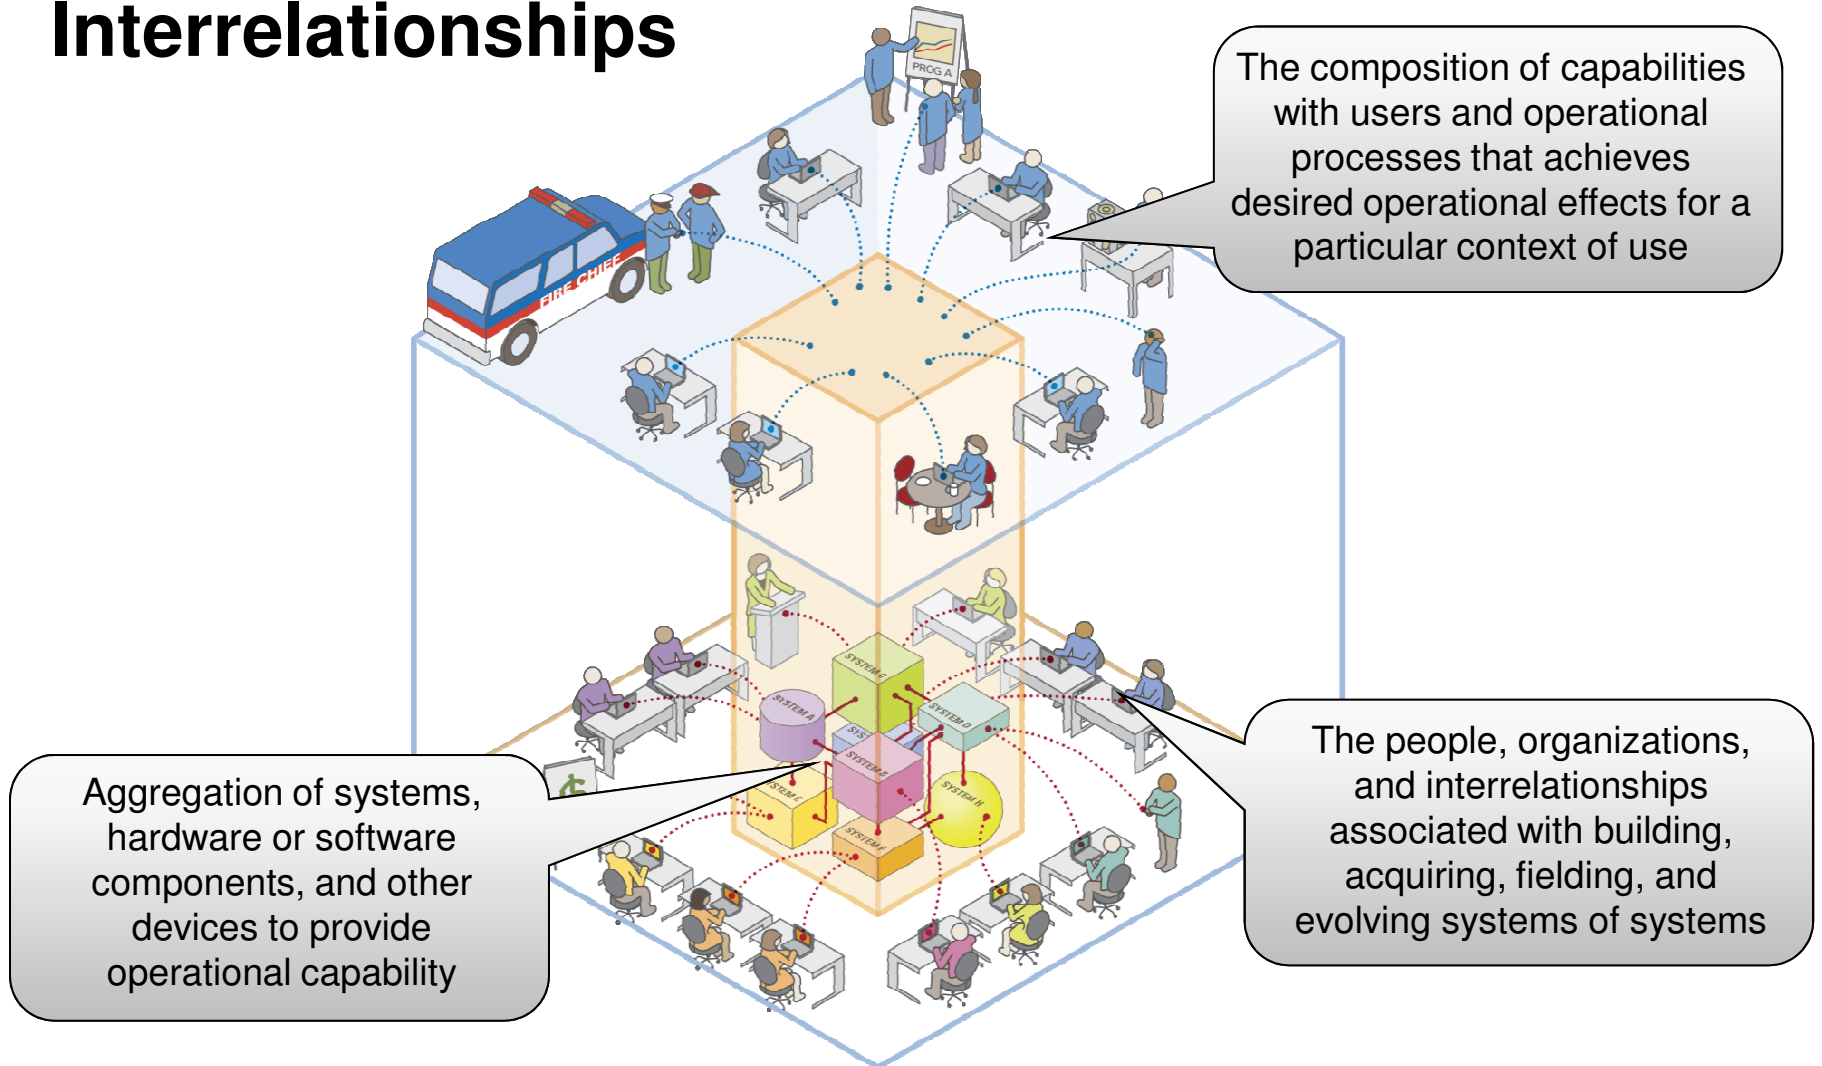 Interrelationships
PROG A
The composition of capabilities
with users and operational
processes that achieves
desired operational effects for a
particular context of use
FIRE CHIEF
SYSTEM C
SYSTEM A
SYSTEM D
SYSTEM
SYSTEM H
SYSTEM F
Aggregation of systems,
hardware or software
components, and other
devices to provide
operational capability
The people, organizations,
and interrelationships
associated with building,
acquiring, fielding, and
evolving systems of systems